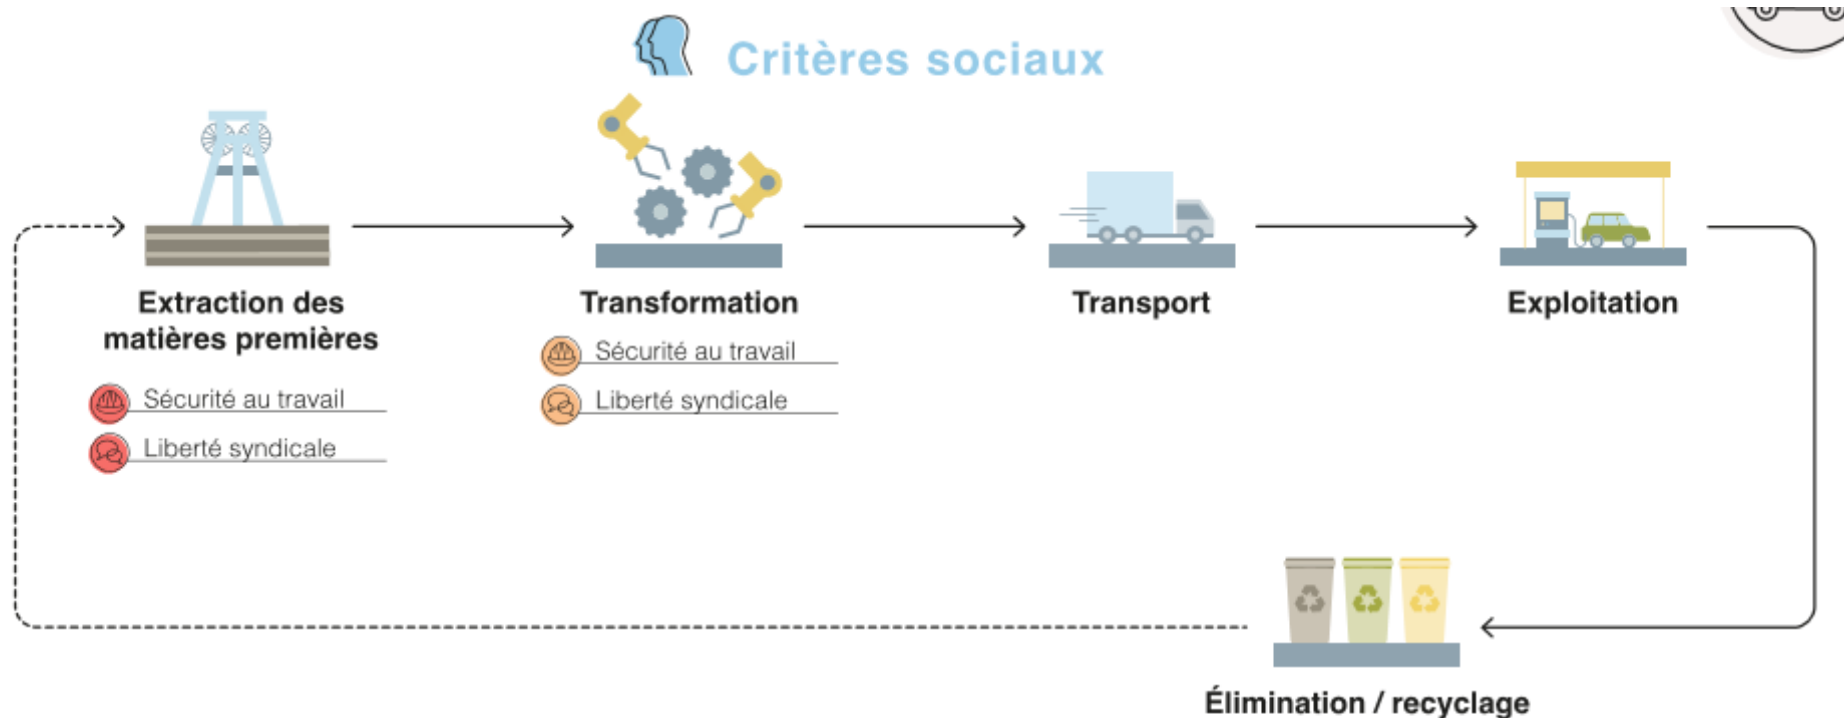 Critères sociaux
Extraction des
matières premières
Sécurité au travail
Liberté syndicale
Transformation
Sécurité au travail
Liberté syndicale
Transport
Exploitation
Élimination / recyclage